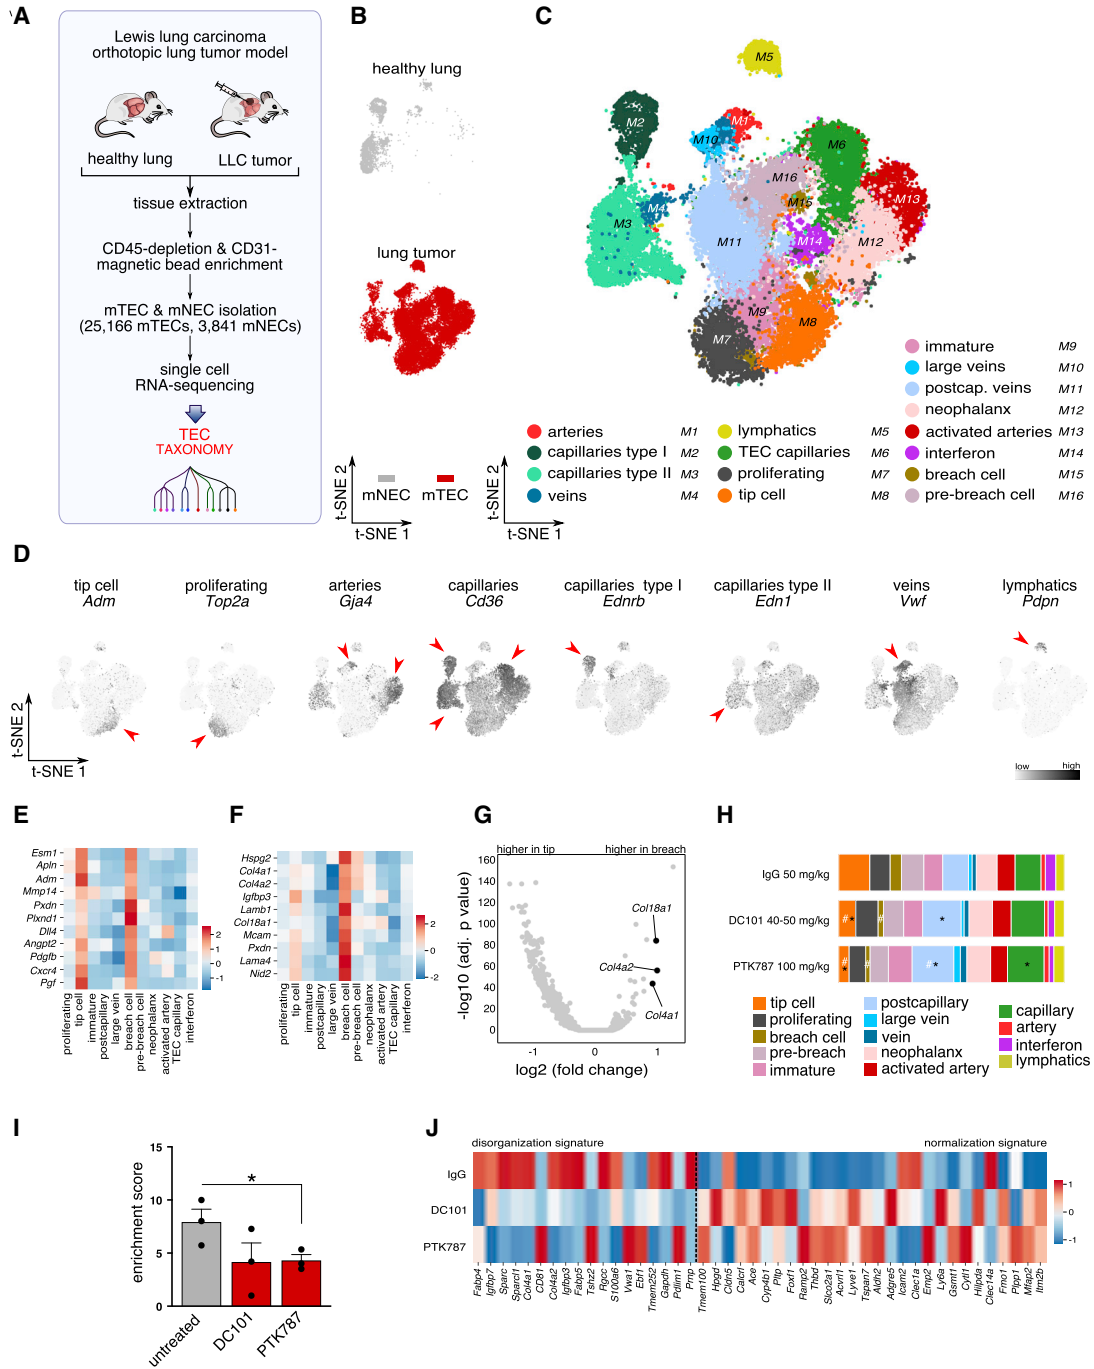 A
Lewis lung carcinoma
orthotopic lung tumor model
healthy lung
LLC tumor
tissue extraction
CD45-depletion & CD31-
magnetic bead enrichment
mTEC & mNEC isolation
(25,166 mTECs, 3,841 mNECs)
single cell
RNA-sequencing
TEC
TAXONOMY
B
healthy lung
lung tumor
mNEC
mTEC
t-SNE 2
t-SNE 1
C
M5
M2
M10
M1
M6
M16
M15
M13
M4
M3
M11
M14
M12
M9
M8
M7
t-SNE 2
t-SNE 1
arteries M1
capillaries type I M2
capillaries type II M3
veins M4
lymphatics M5
TEC capillaries M6
proliferating M7
tip cell M8
immature M9
large veins M10
postcap. veins M11
neophalanx M12
activated arteries M13
interferon M14
breach cell M15
pre-breach cell M16
D
tip cell
Adm
proliferating
Top2a
arteries
Gja4
capillaries
Cd36
capillaries type I
Ednrb
capillaries type II
Edn1
veins
Vwf
lymphatics
Pdpn
t-SNE 2
t-SNE 1
low
high
E
Esm1
Apln
Adm
Mmp14
Pxdn
Plxnd1
Dll4
Angpt2
Pdgfb
Cxcr4
Pgf
2
1
0
-1
proliferating
tip cell
immature
postcapillary
large vein
breach cell
pre-breach cell
neophalanx
activated artery
TEC capillary
interferon
F
Hspg2
Col4a1
Col4a2
Igfbp3
Lamb1
Col18a1
Mcam
Pxdn
Lama4
Nid2
2
0
-2
proliferating
tip cell
immature
postcapillary
large vein
breach cell
pre-breach cell
neophalanx
activated artery
TEC capillary
interferon
G
higher in tip
higher in breach
-log10 (adj. p value)
160
140
120
100
80
60
40
20
0
Col18a1
Col4a2
Col4a1
-1
0
1
log2 (fold change)
H
IgG 50 mg/kg
DC101 40-50 mg/kg
# * # *
PTK787 100 mg/kg
# * # # * *
tip cell
proliferating
breach cell
pre-breach
immature
postcapillary
large vein
vein
neophalanx
activated artery
capillary
artery
interferon
lymphatics
I
enrichment score
15
10
5
0
*
untreated
DC101
PTK787
J
disorganization signature
normalization signature
IgG
DC101
PTK787
1
0
-1
Fabp4
Igfbp7
Sparc
Sparcl1
Col4a1
CD81
Col4a2
Igfbp3
Fabp5
Tshz2
Rgcc
S100a6
Vwa1
Ebf1
Tmem252
Gapdh
Pdlim1
Prnp
Tmem100
Hpgd
Cldn5
Calcrl
Ace
Cyp4b1
Pltp
Foxf1
Ramp2
Thbd
Slco2a1
Acvrl1
Lyve1
Tspan7
Aldh2
Adgre5
Icam2
Clec1a
Emp2
Ly6a
Gsmt1
Cytl1
Hilpda
Clec14a
Fmo1
Plpp1
Mfap2
Itm2b